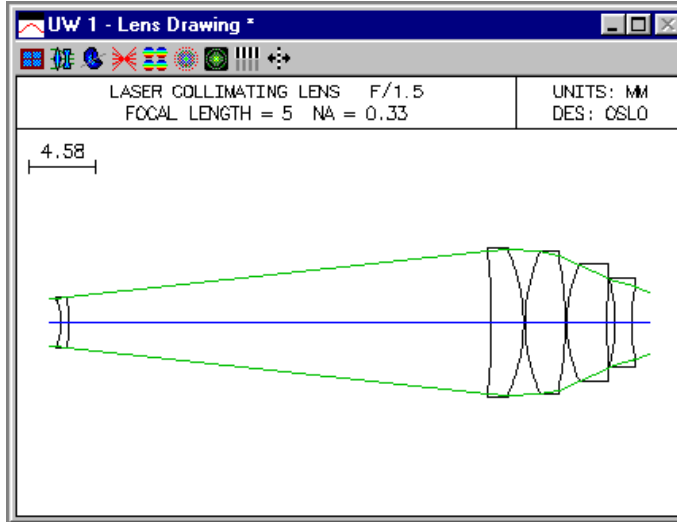 UW 1 - Lens Drawing *
LASER COLLIMATING LENS F/1.5
FOCAL LENGTH = 5 NA = 0.33
UNITS: MM
DES: OSLO
4.58